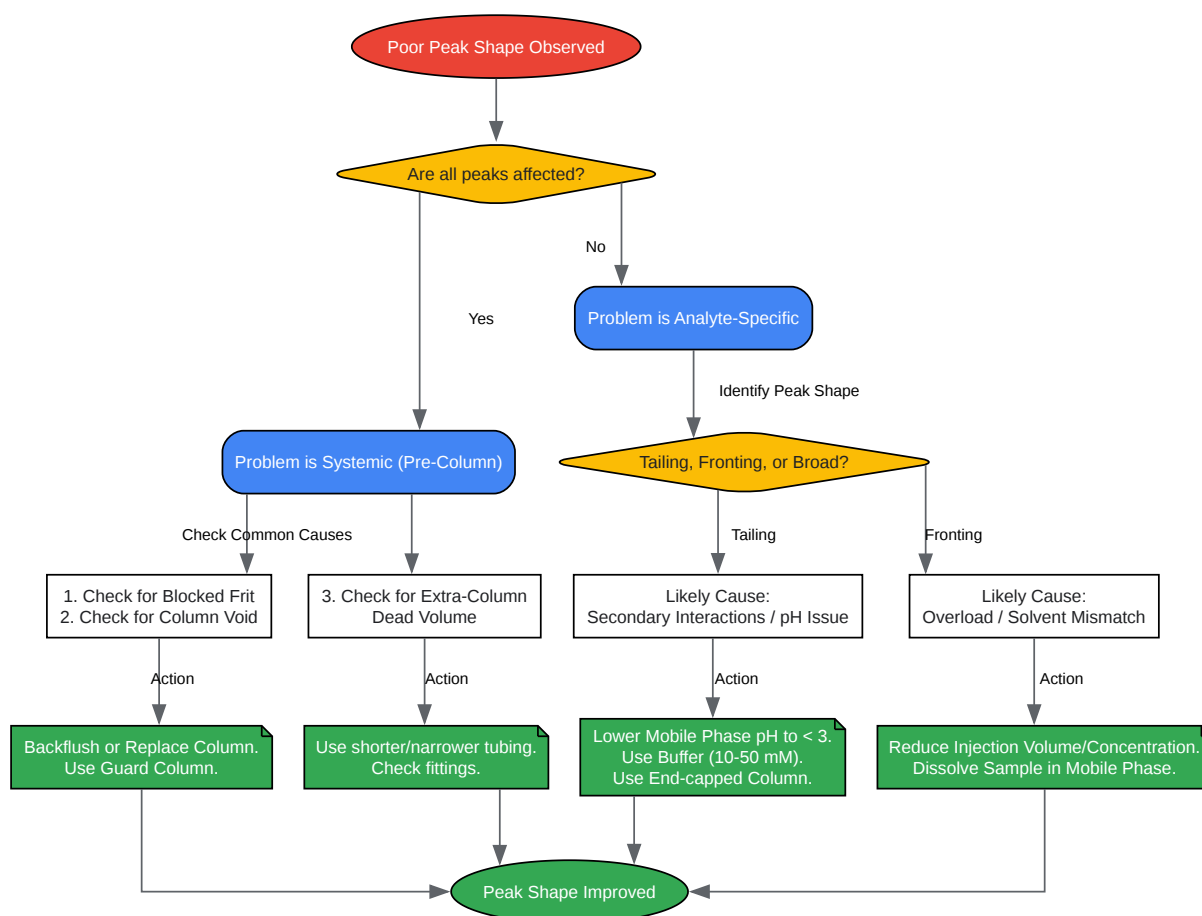 Poor Peak Shape Observed
Are all peaks affected?
No
Yes
Problem is Analyte-Specific
Identify Peak Shape
Problem is Systemic (Pre-Column)
Tailing, Fronting, or Broad?
Check Common Causes
Tailing
Fronting
1. Check for Blocked Frit
2. Check for Column Void
3. Check for Extra-Column
Dead Volume
Likely Cause:
Secondary Interactions / pH Issue
Likely Cause:
Overload / Solvent Mismatch
Action
Action
Action
Action
Backflush or Replace Column.
Use Guard Column.
Use shorter/narrower tubing.
Check fittings.
Lower Mobile Phase pH to < 3.
Use Buffer (10-50 mM).
Use End-capped Column.
Reduce Injection Volume/Concentration.
Dissolve Sample in Mobile Phase.
Peak Shape Improved